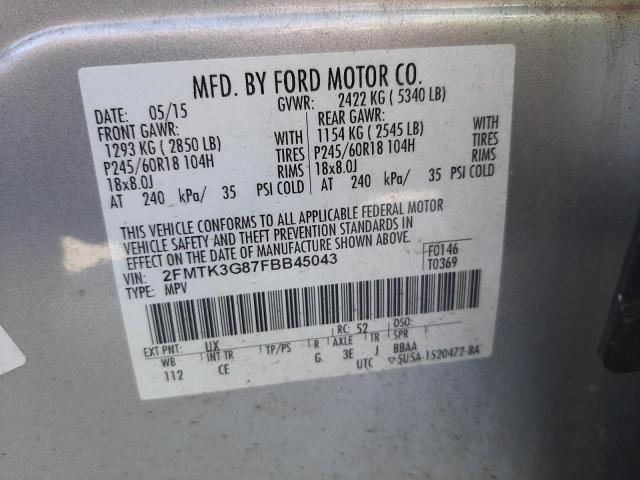 MFD. BY FORD MOTOR CO.
DATE: 05/15 GVWR: 2422 KG ( 5340 LB)
FRONT GAWR: REAR GAWR:
1293 KG ( 2850 LB) WITH 1154 KG ( 2545 LB) WITH
P245/60R18 104H TIRES P245/60R18 104H TIRES
18x8.0J RIMS 18x8.0J RIMS
AT 240 kPa/ 35 PSI COLD AT 240 kPa/ 35 PSI COLD
THIS VEHICLE CONFORMS TO ALL APPLICABLE FEDERAL MOTOR
VEHICLE SAFETY AND THEFT PREVENTION STANDARDS IN
EFFECT ON THE DATE OF MANUFACTURE SHOWN ABOVE.
VIN: 2FMTK3G87FBB45043 F0146
TYPE: MPV T0369
EXT PNT: UX RC: 52 DSO:
WB INT TR TP/PS R AXLE TR SPR
112 CE G 3E J BBAA
UTC 5U5A-1520472-BA